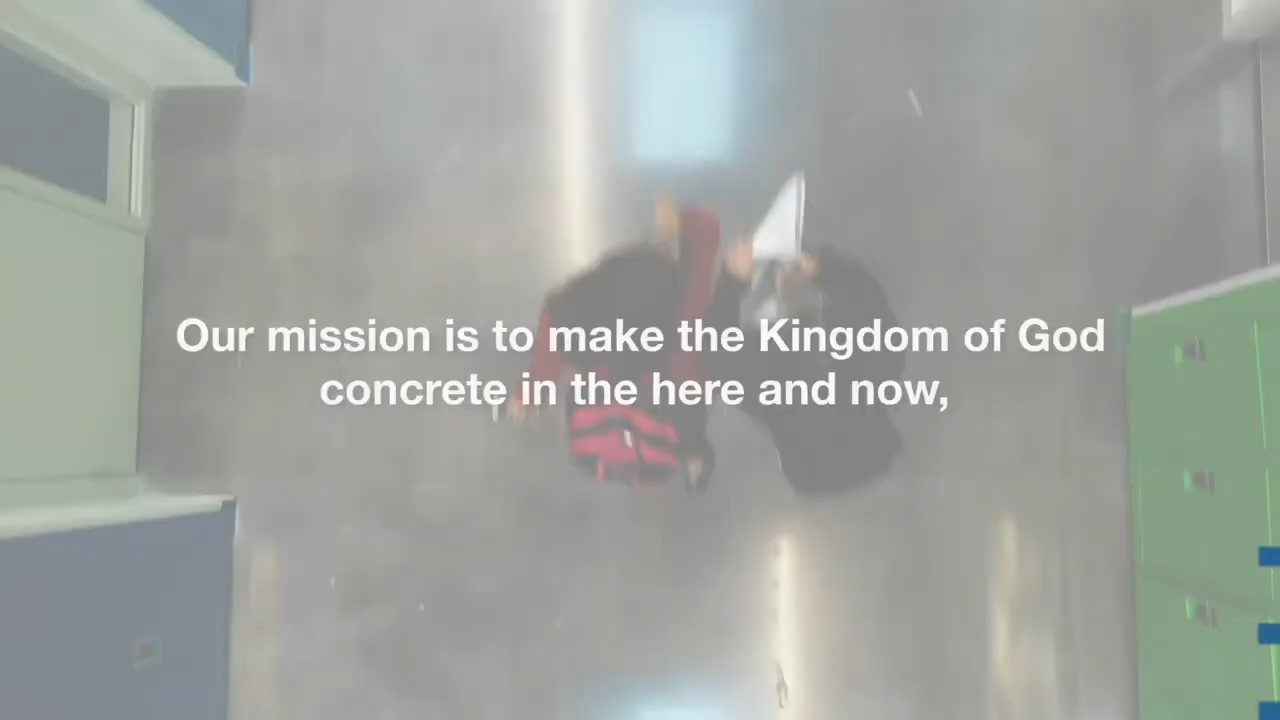 Our mission is to make the Kingdom of God
concrete in the here and now,